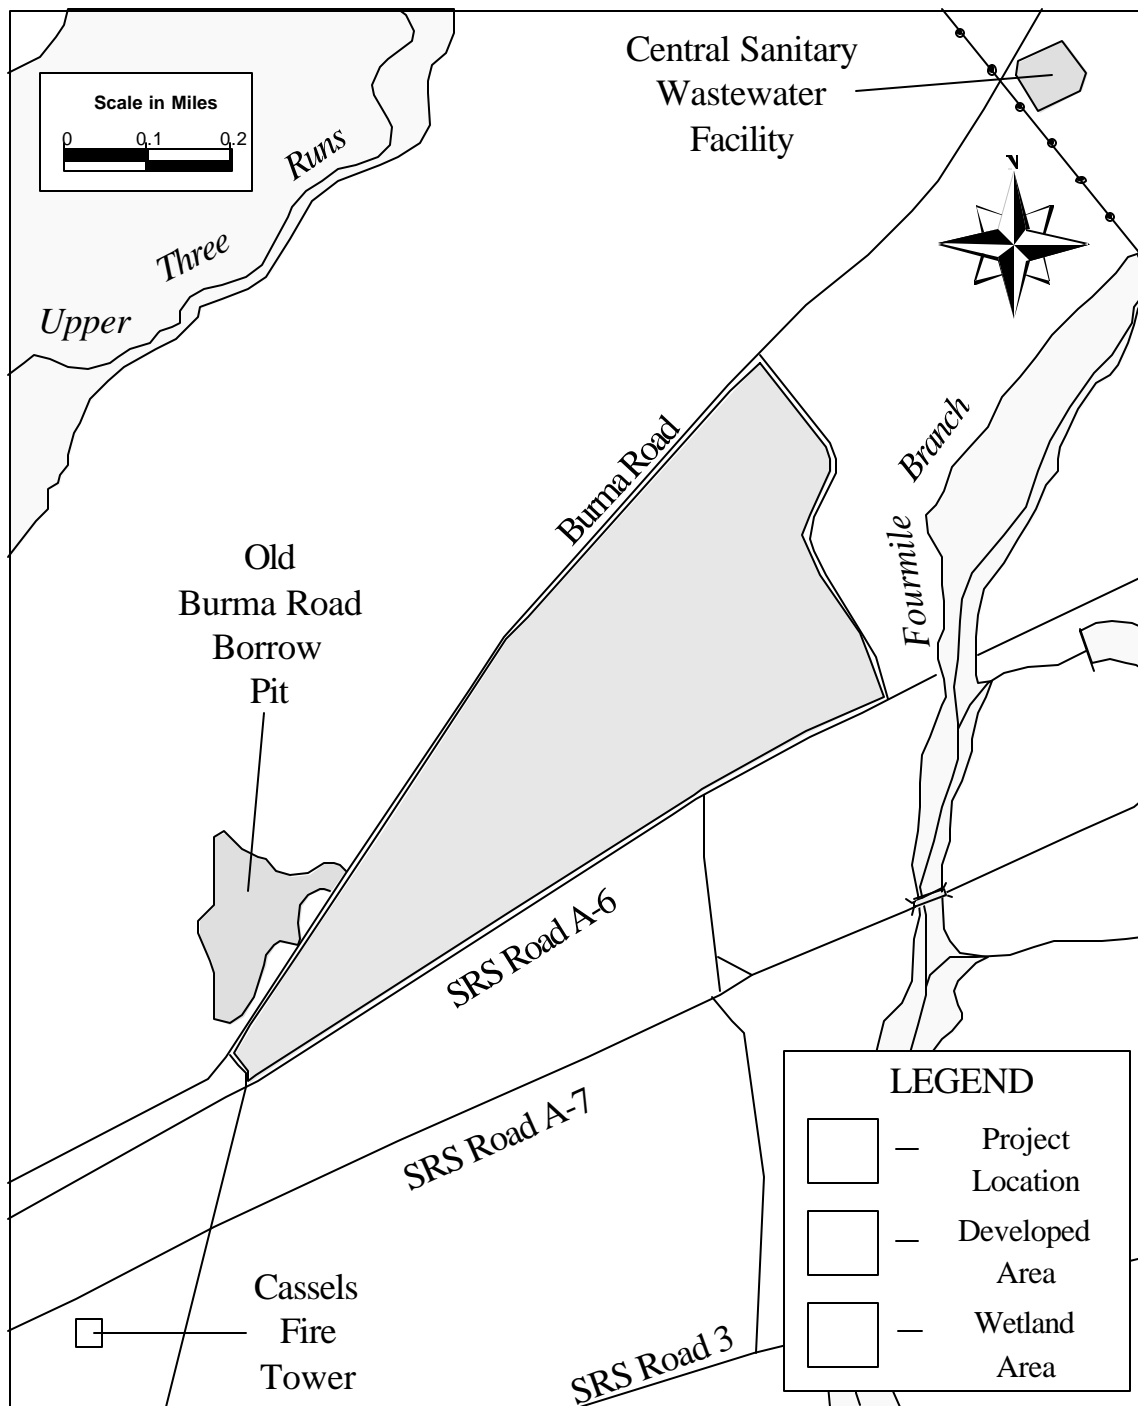 Central Sanitary
Wastewater
Facility
Scale in Miles
0 0.1 0.2
N
Upper Three Runs
Burma Road
Fourmile Branch
Old
Burma Road
Borrow
Pit
SRS Road A-6
SRS Road A-7
SRS Road 3
Cassels
Fire
Tower
LEGEND
– Project
Location
– Developed
Area
– Wetland
Area